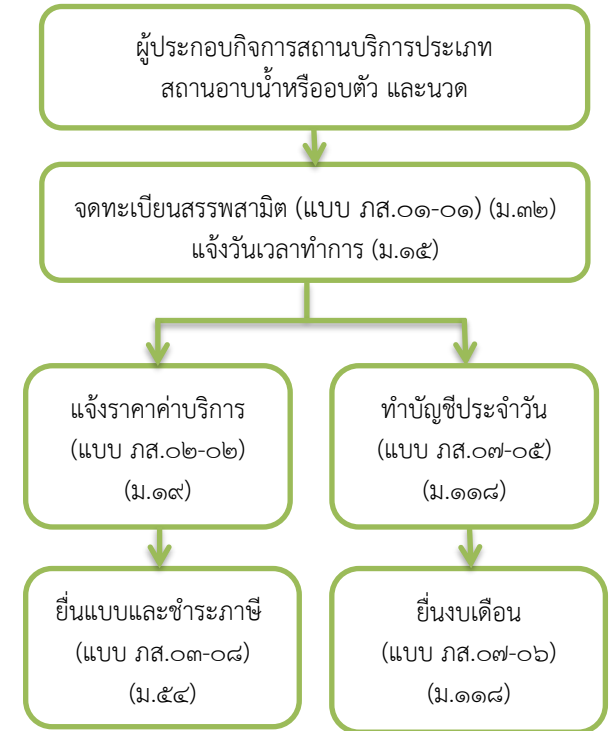 ผู้ประกอบกิจการสถานบริการประเภท
สถานอาบน้ำหรืออบตัว และนวด
จดทะเบียนสรรพสามิต (แบบ ภส.๐๑-๐๑) (ม.๓๒)
แจ้งวันเวลาทำการ (ม.๑๕)
แจ้งราคาค่าบริการ
(แบบ ภส.๐๒-๐๒)
(ม.๑๙)
ทำบัญชีประจำวัน
(แบบ ภส.๐๗-๐๕)
(ม.๑๑๘)
ยื่นแบบและชำระภาษี
(แบบ ภส.๐๓-๐๘)
(ม.๕๔)
ยื่นงบเดือน
(แบบ ภส.๐๗-๐๖)
(ม.๑๑๘)